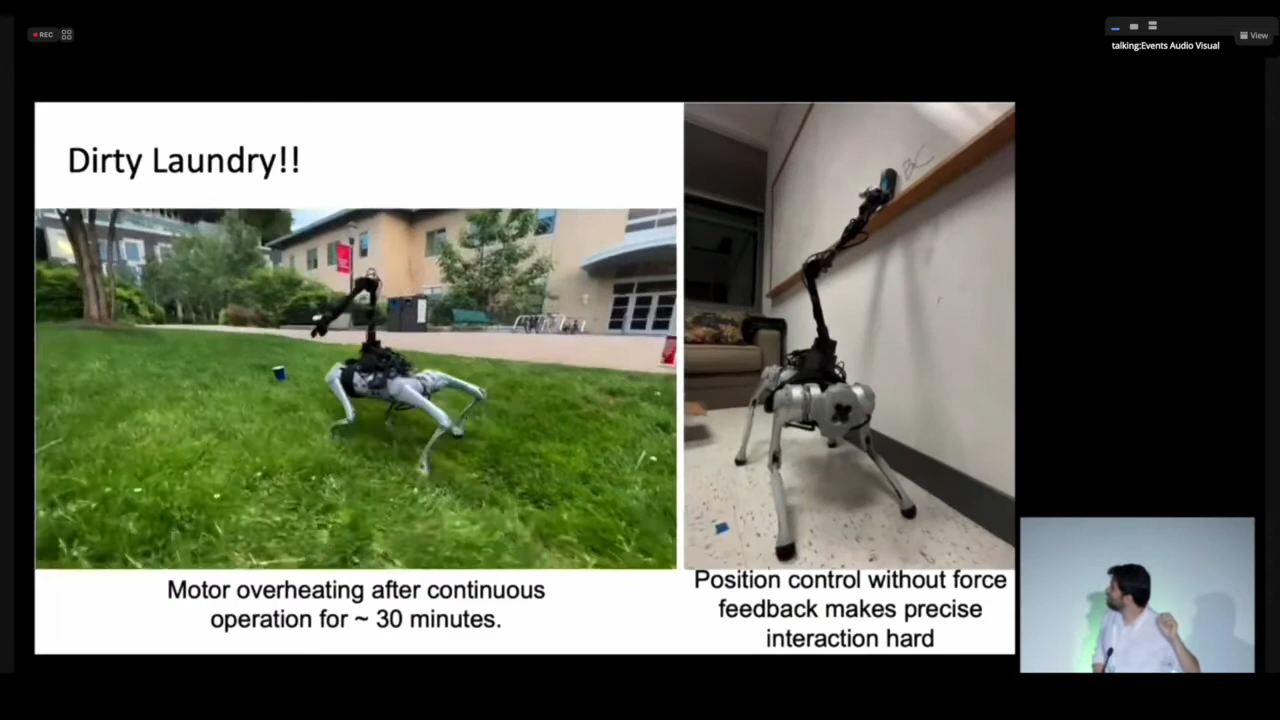 REC
View
talking:Events Audio Visual
Dirty Laundry!!
BC
Motor overheating after continuous
operation for ~ 30 minutes.
Position control without force
feedback makes precise
interaction hard